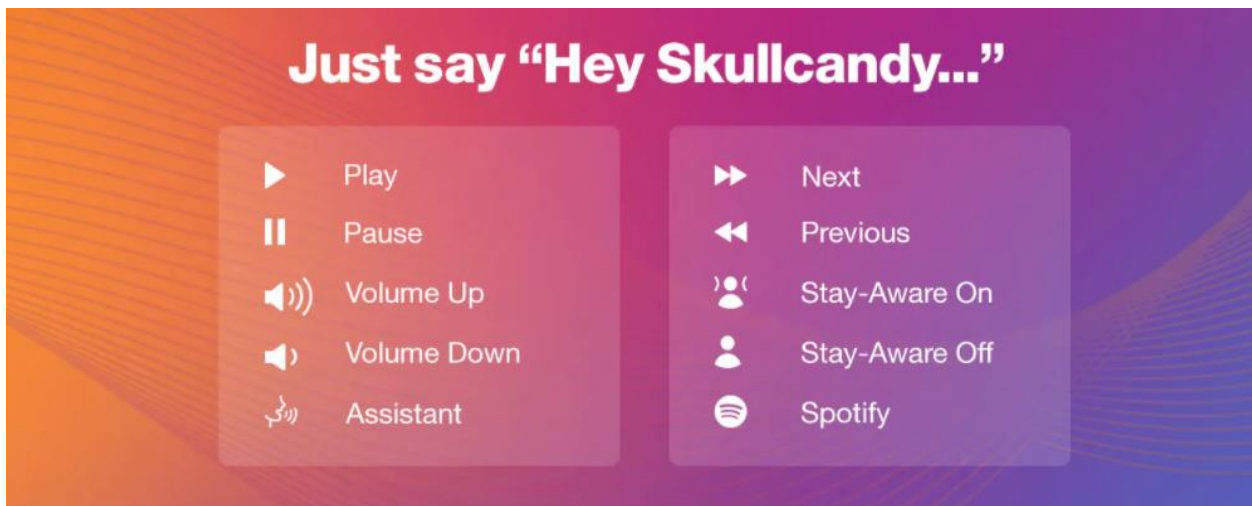 Just say “Hey Skullcandy...”
Play
Pause
Volume Up
Volume Down
Assistant
Next
Previous
Stay-Aware On
Stay-Aware Off
Spotify